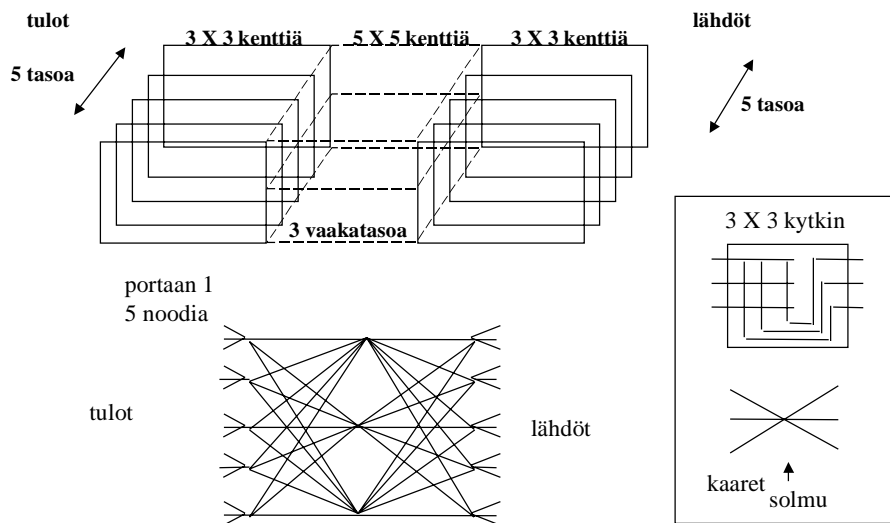 tulot
lähdöt
3 X 3 kenttiä
5 X 5 kenttiä
3 X 3 kenttiä
5 tasoa
5 tasoa
3 vaakatasoa
3 X 3 kytkin
portaan 1
5 noodia
tulot
lähdöt
kaaret
solmu